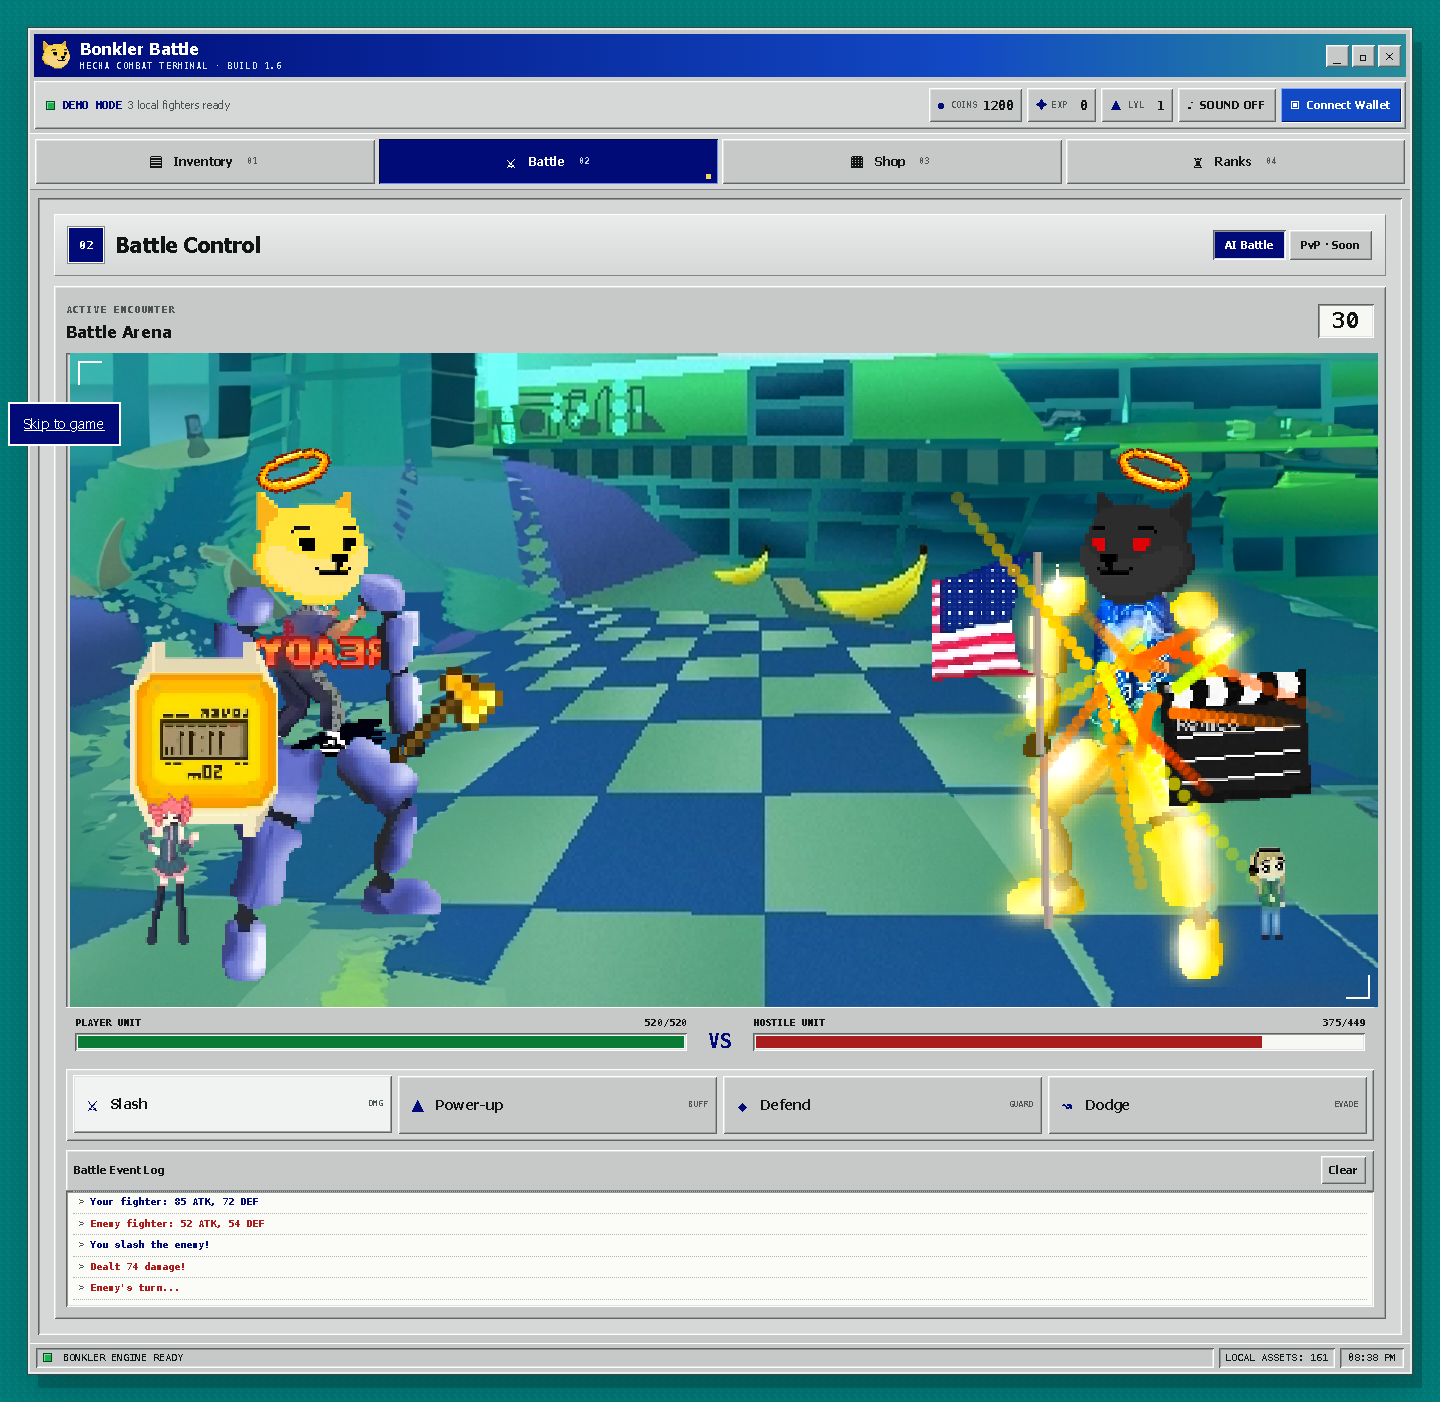 Bonkler Battle
MECHA COMBAT TERMINAL · BUILD 1.6
DEMO MODE 3 local fighters ready
COINS 1200
EXP 0
LVL 1
SOUND OFF
Connect Wallet
Inventory 01
Battle 02
Shop 03
Ranks 04
02 Battle Control
AI Battle
PvP · Soon
ACTIVE ENCOUNTER
Battle Arena
30
Skip to game
PLAYER UNIT 520/520
VS
HOSTILE UNIT 375/449
Slash DMG
Power-up BUFF
Defend GUARD
Dodge EVADE
Battle Event Log
Clear
> Your fighter: 85 ATK, 72 DEF
> Enemy fighter: 52 ATK, 54 DEF
> You slash the enemy!
> Dealt 74 damage!
> Enemy's turn...
BONKLER ENGINE READY
LOCAL ASSETS: 161
08:38 PM